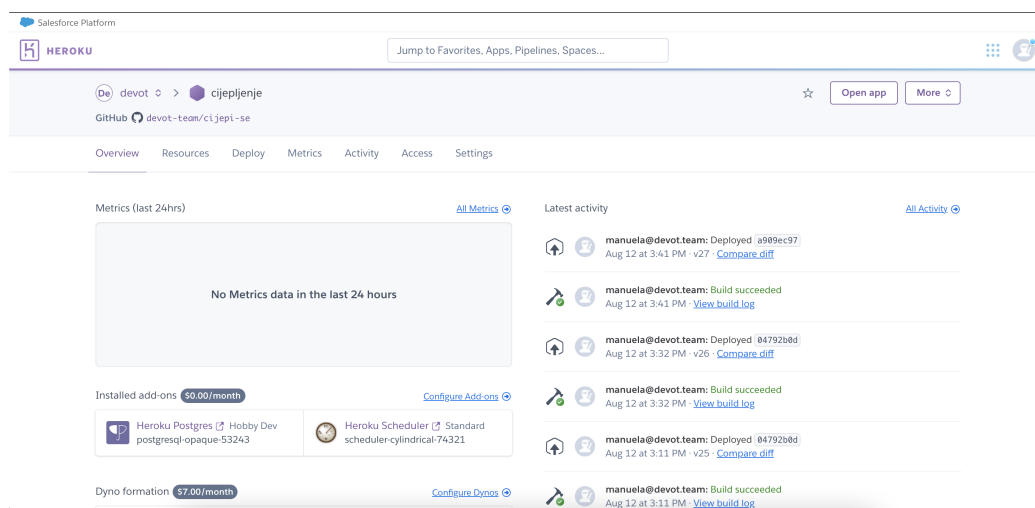 Salesforce Platform
HEROKU
Jump to Favorites, Apps, Pipelines, Spaces...
De devot > cijepljenje
Open app
More
GitHub devot-team/cijepi-se
Overview Resources Deploy Metrics Activity Access Settings
Metrics (last 24hrs)
All Metrics
No Metrics data in the last 24 hours
Installed add-ons $0.00/month
Configure Add-ons
Heroku Postgres Hobby Dev
postgresql-opaque-53243
Heroku Scheduler Standard
scheduler-cylindrical-74321
Dyno formation $7.00/month
Configure Dynos
Latest activity
All Activity
manuela@devot.team: Deployed a909ec97
Aug 12 at 3:41 PM · v27 · Compare diff
manuela@devot.team: Build succeeded
Aug 12 at 3:41 PM · View build log
manuela@devot.team: Deployed 04792b0d
Aug 12 at 3:32 PM · v26 · Compare diff
manuela@devot.team: Build succeeded
Aug 12 at 3:32 PM · View build log
manuela@devot.team: Deployed 04792b0d
Aug 12 at 3:11 PM · v25 · Compare diff
manuela@devot.team: Build succeeded
Aug 12 at 3:11 PM · View build log